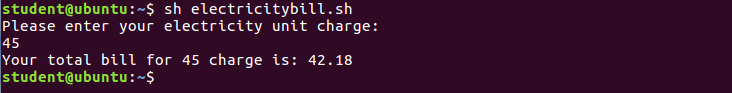 student@ubuntu:~$ sh electricitybill.sh
Please enter your electricity unit charge:
45
Your total bill for 45 charge is: 42.18
student@ubuntu:~$